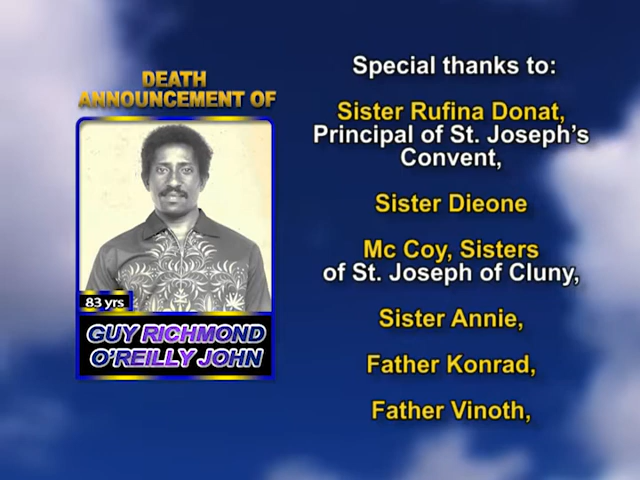 DEATH
ANNOUNCEMENT OF
83 yrs
GUY RICHMOND
O'REILLY JOHN
Special thanks to:
Sister Rufina Donat,
Principal of St. Joseph's
Convent,
Sister Dieone
Mc Coy, Sisters
of St. Joseph of Cluny,
Sister Annie,
Father Konrad,
Father Vinoth,